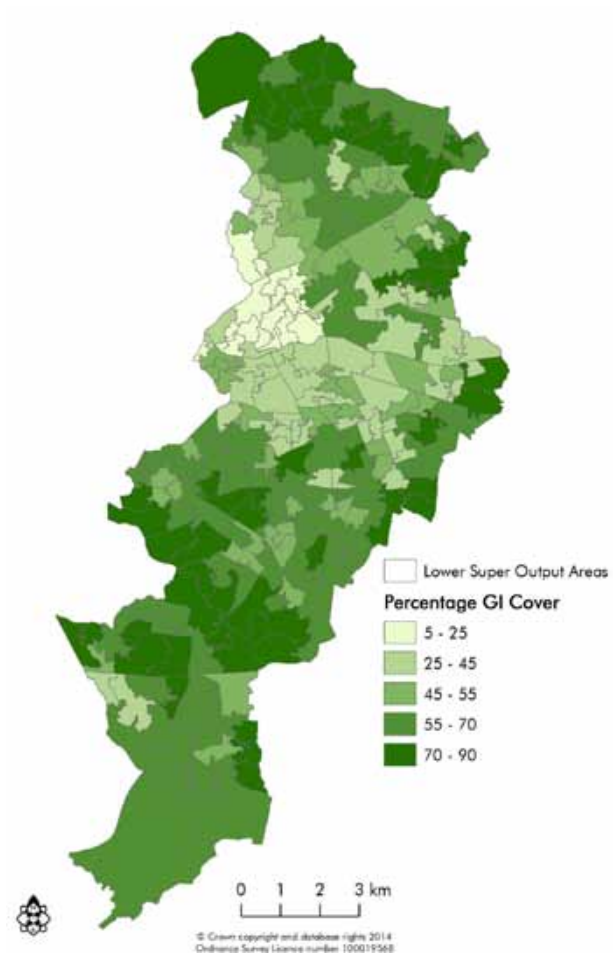 Lower Super Output Areas
Percentage GI Cover
5 - 25
25 - 45
45 - 55
55 - 70
70 - 90
0 1 2 3 km
© Crown copyright and database rights 2014
Ordnance Survey Licence number 100019568